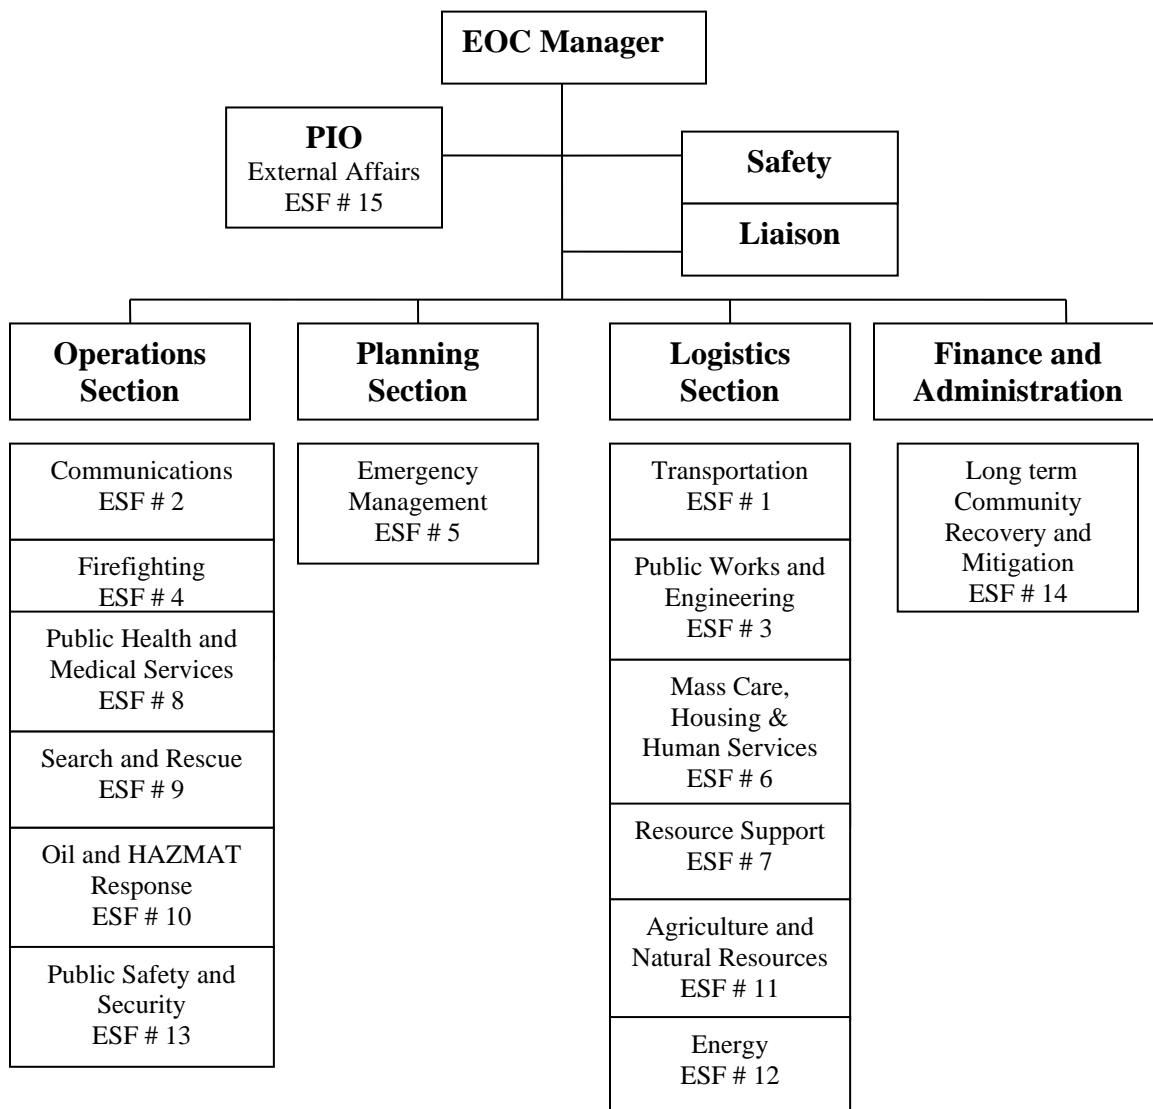 EOC Manager
PIO
External Affairs
ESF # 15
Safety
Liaison
Operations
Section
Planning
Section
Logistics
Section
Finance and
Administration
Communications
ESF # 2
Firefighting
ESF # 4
Public Health and
Medical Services
ESF # 8
Search and Rescue
ESF # 9
Oil and HAZMAT
Response
ESF # 10
Public Safety and
Security
ESF # 13
Emergency
Management
ESF # 5
Transportation
ESF # 1
Public Works and
Engineering
ESF # 3
Mass Care,
Housing &
Human Services
ESF # 6
Resource Support
ESF # 7
Agriculture and
Natural Resources
ESF # 11
Energy
ESF # 12
Long term
Community
Recovery and
Mitigation
ESF # 14